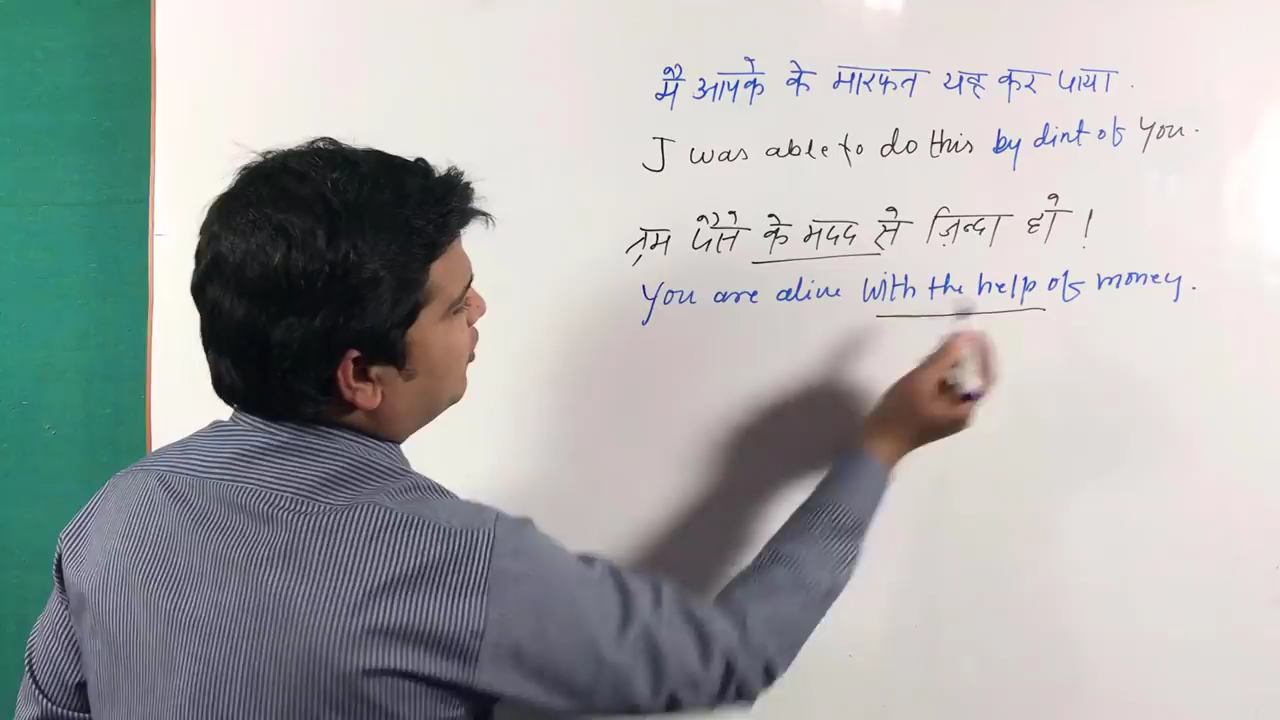 मैं आपके के मारफत यह कर पाया .
I was able to do this by dint of you.
तुम पैसे के मदद से ज़िन्दा हो !
You are alive with the help of money.